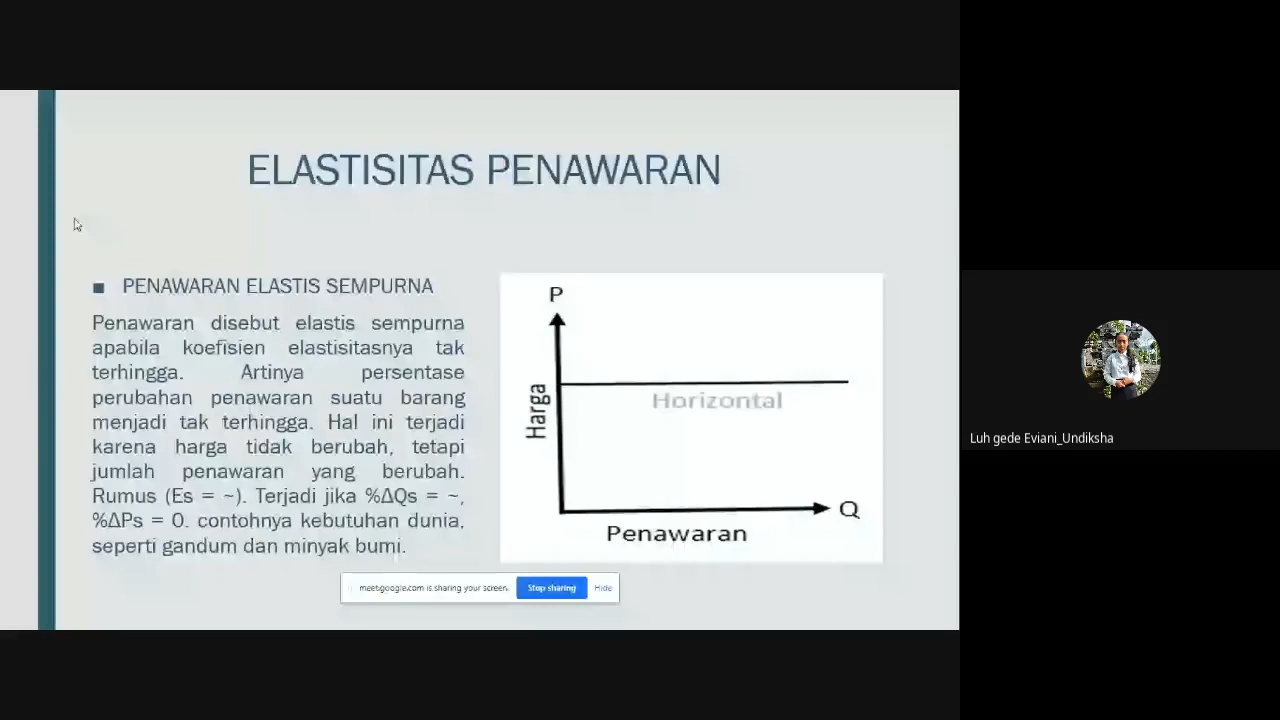 ELASTISITAS PENAWARAN
■ PENAWARAN ELASTIS SEMPURNA
Penawaran disebut elastis sempurna
apabila koefisien elastisitasnya tak
terhingga. Artinya persentase
perubahan penawaran suatu barang
menjadi tak terhingga. Hal ini terjadi
karena harga tidak berubah, tetapi
jumlah penawaran yang berubah.
Rumus (Es = ~). Terjadi jika %ΔQs = ~,
%ΔPs = 0. contohnya kebutuhan dunia,
seperti gandum dan minyak bumi.
P
Harga
Horizontal
Q
Penawaran
meet.google.com is sharing your screen.
Stop sharing
Hide
Luh gede Eviani_Undiksha